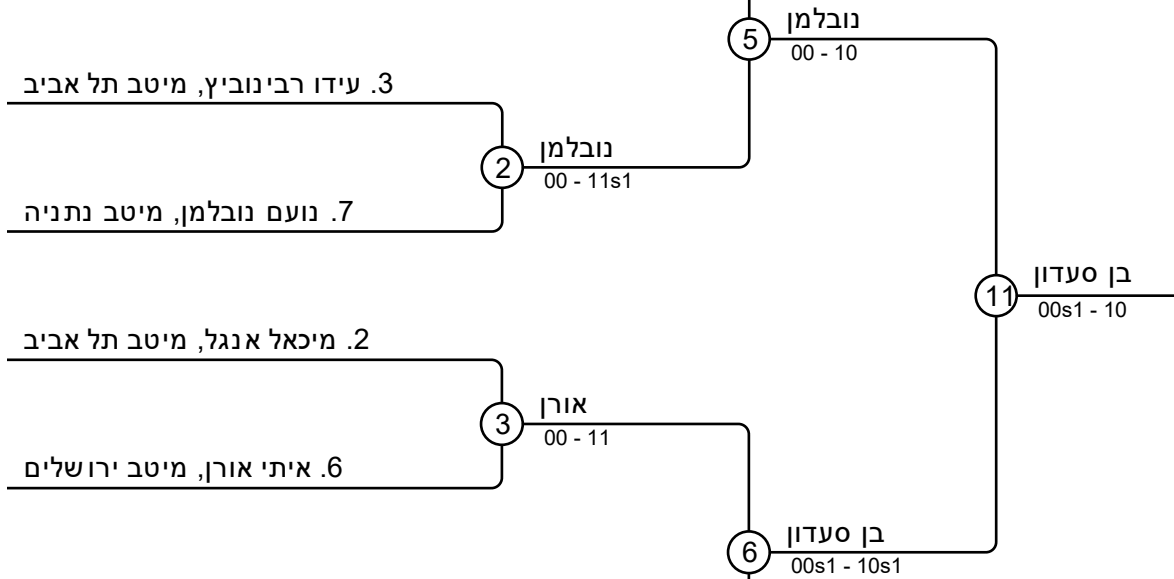 נובלמן
5
00 - 10
3. עידו רבינוביץ, מיטב תל אביב
נובלמן
2
00 - 11s1
7. נועם נובלמן, מיטב נתניה
בן סעדון
11
00s1 - 10
2. מיכאל אנגל, מיטב תל אביב
אורן
3
00 - 11
6. איתי אורן, מיטב ירושלים
בן סעדון
6
00s1 - 10s1